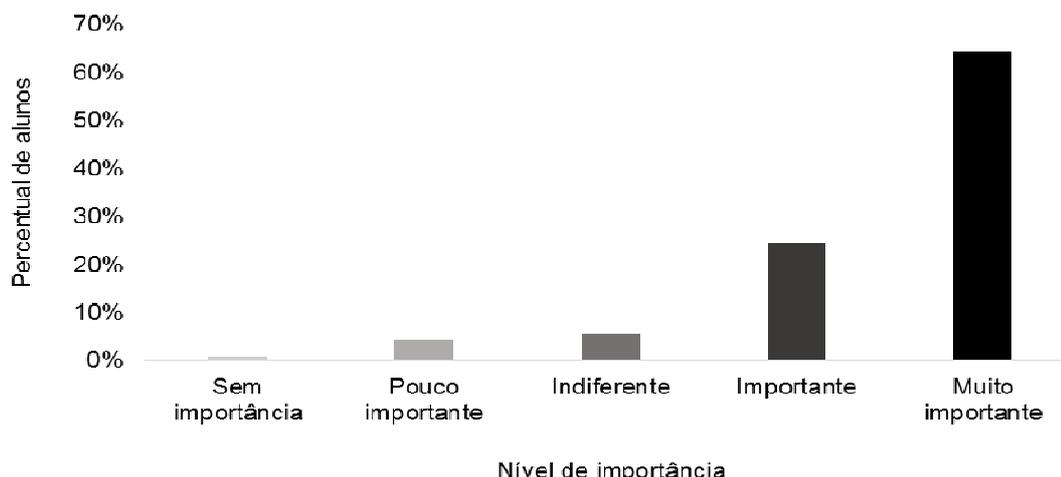 70%
60%
50%
40%
30%
20%
10%
0%
Percentual de alunos
Sem
importância
Pouco
importante
Indiferente
Importante
Muito
importante
Nível de importância